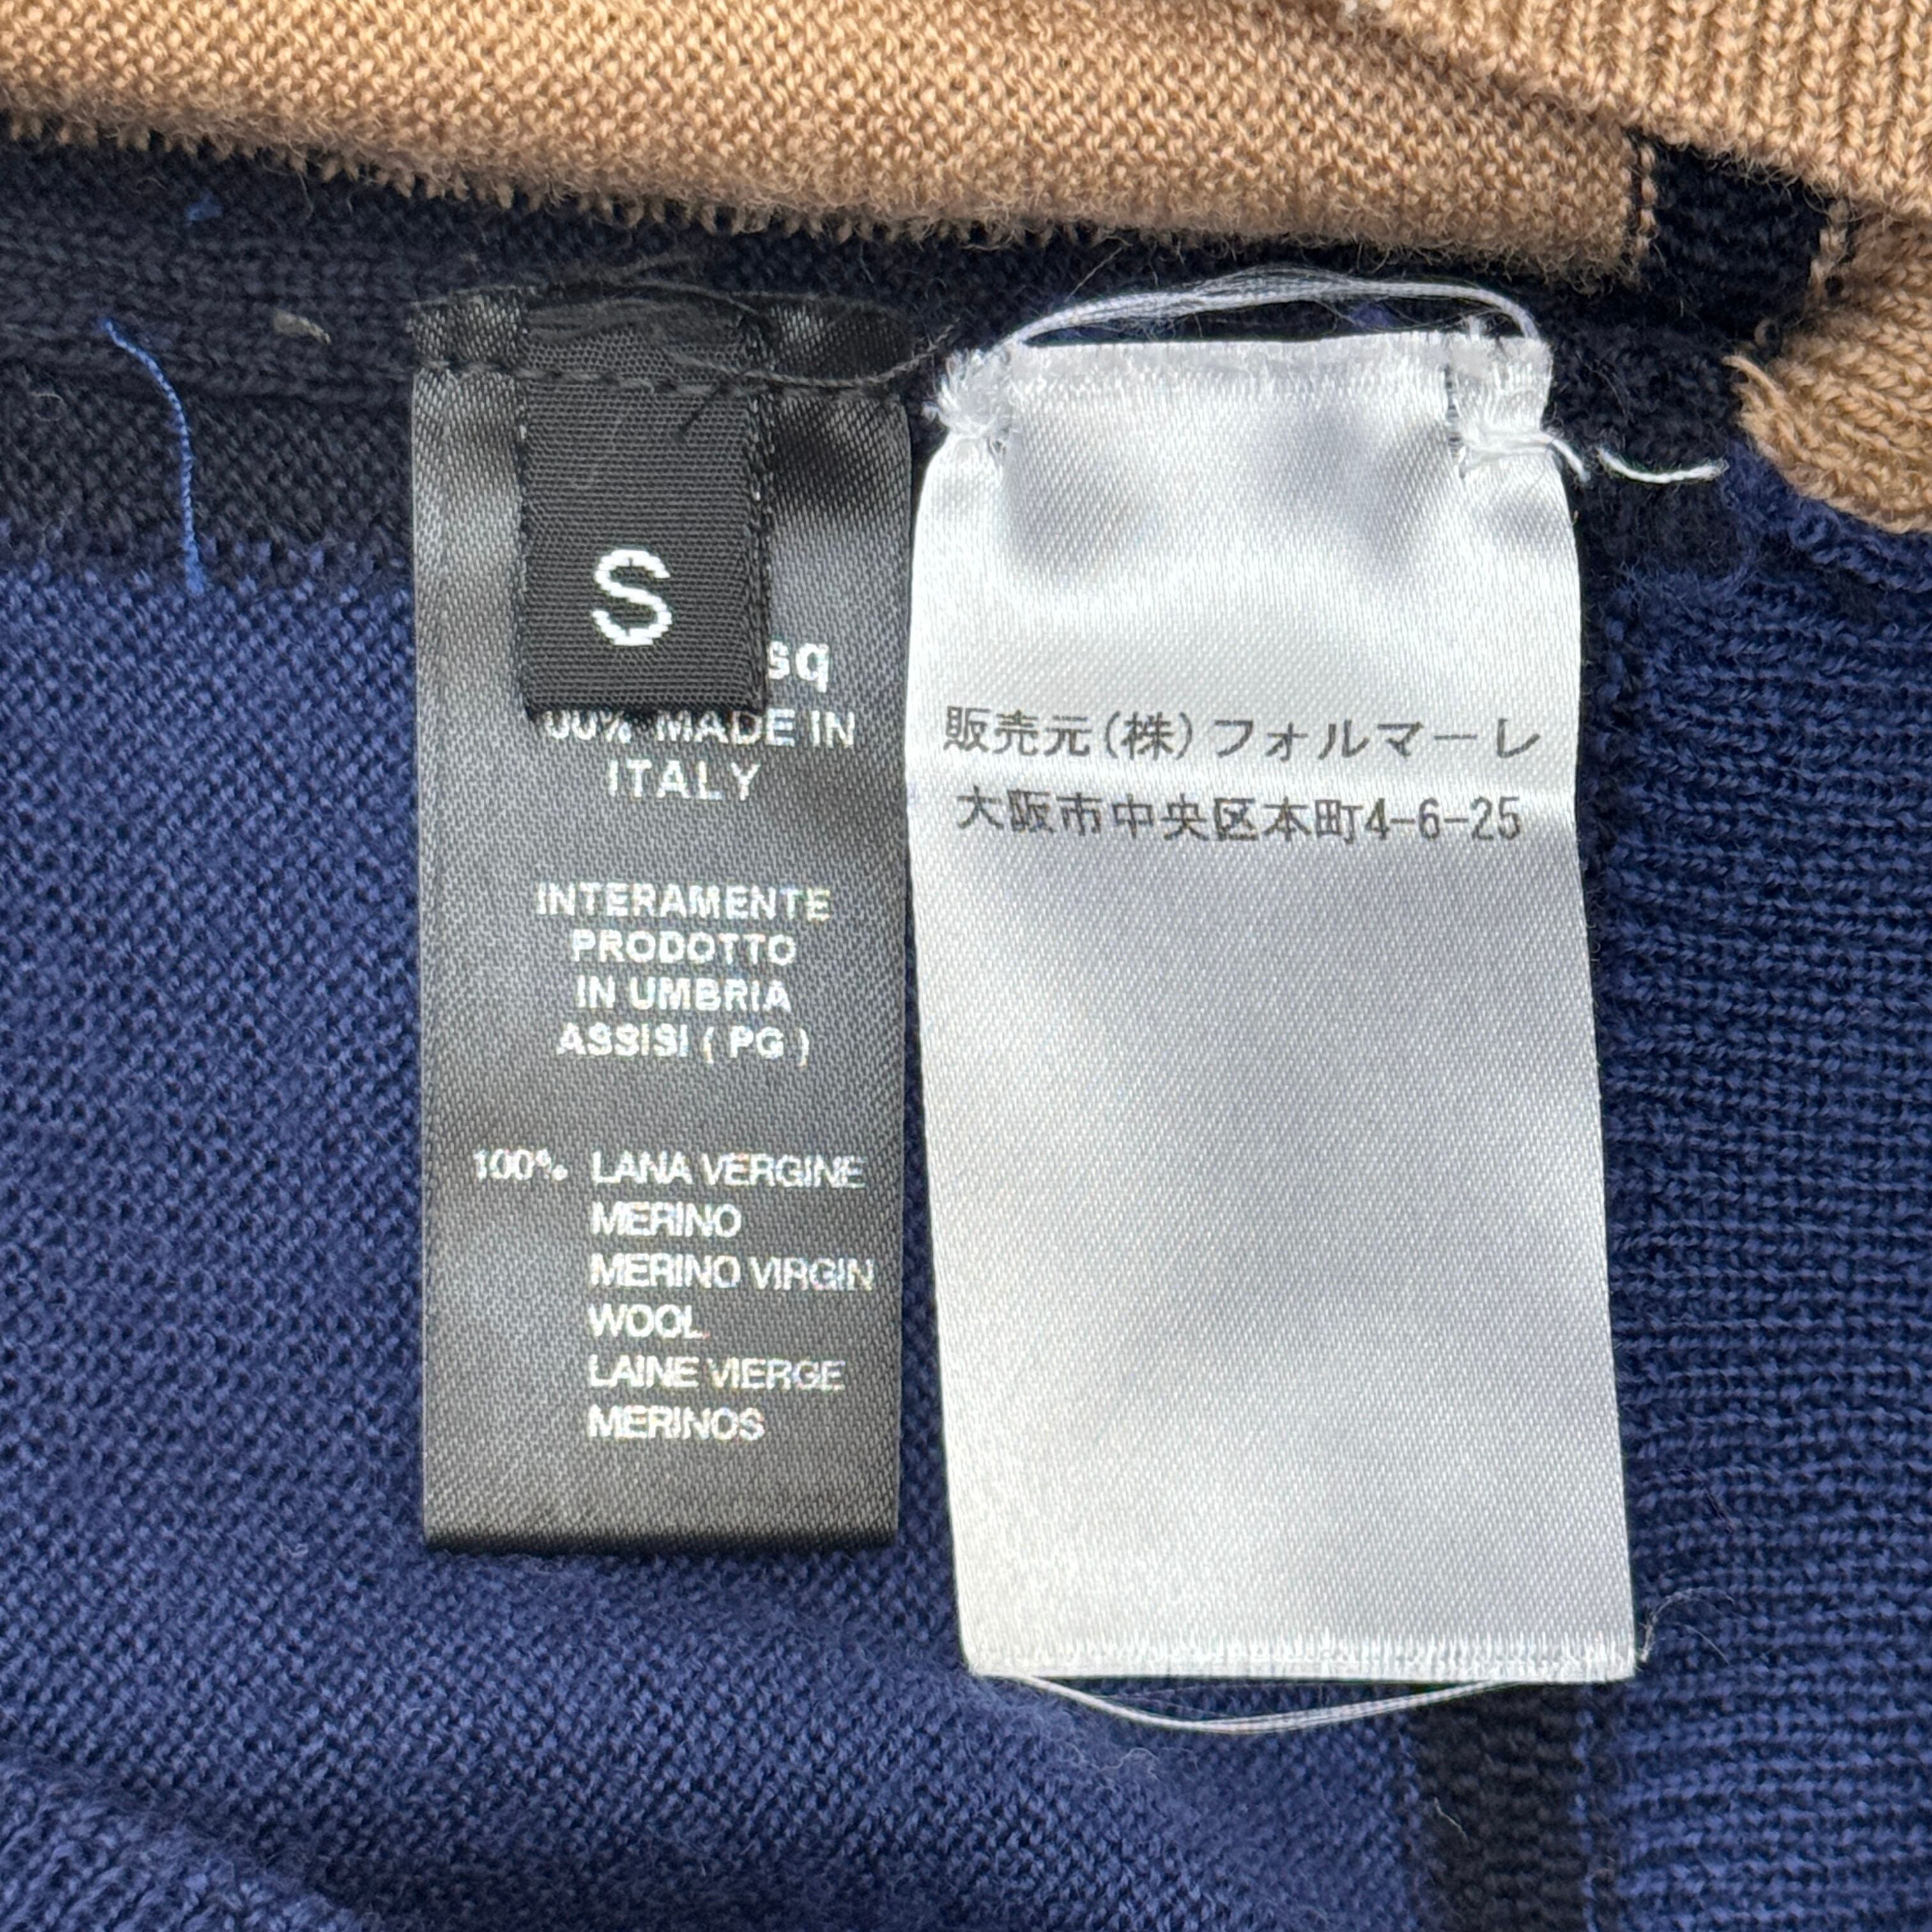 S
sq
00% MADE IN
ITALY
INTERAMENTE
PRODOTTO
IN UMBRIA
ASSISI ( PG )
100% LANA VERGINE
MERINO
MERINO VIRGIN
WOOL
LAINE VIERGE
MERINOS
販売元(株)フォルマーレ
大阪市中央区本町4-6-25